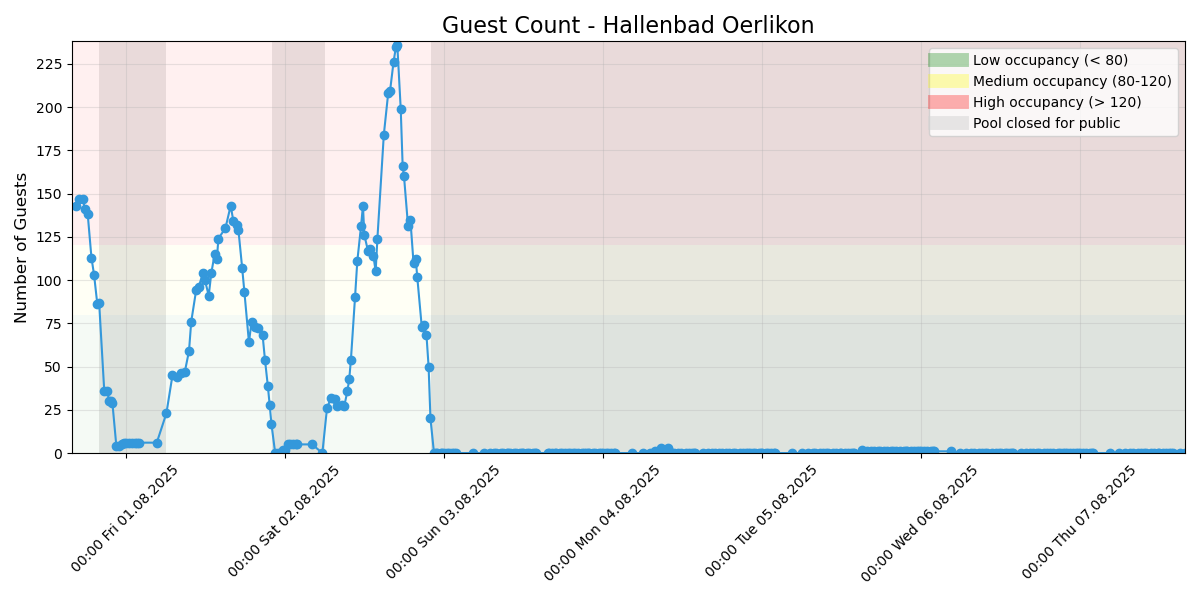 Guest Count - Hallenbad Oerlikon
Number of Guests
225
200
175
150
125
100
75
50
25
0
Low occupancy (< 80)
Medium occupancy (80-120)
High occupancy (> 120)
Pool closed for public
00:00 Fri 01.08.2025
00:00 Sat 02.08.2025
00:00 Sun 03.08.2025
00:00 Mon 04.08.2025
00:00 Tue 05.08.2025
00:00 Wed 06.08.2025
00:00 Thu 07.08.2025